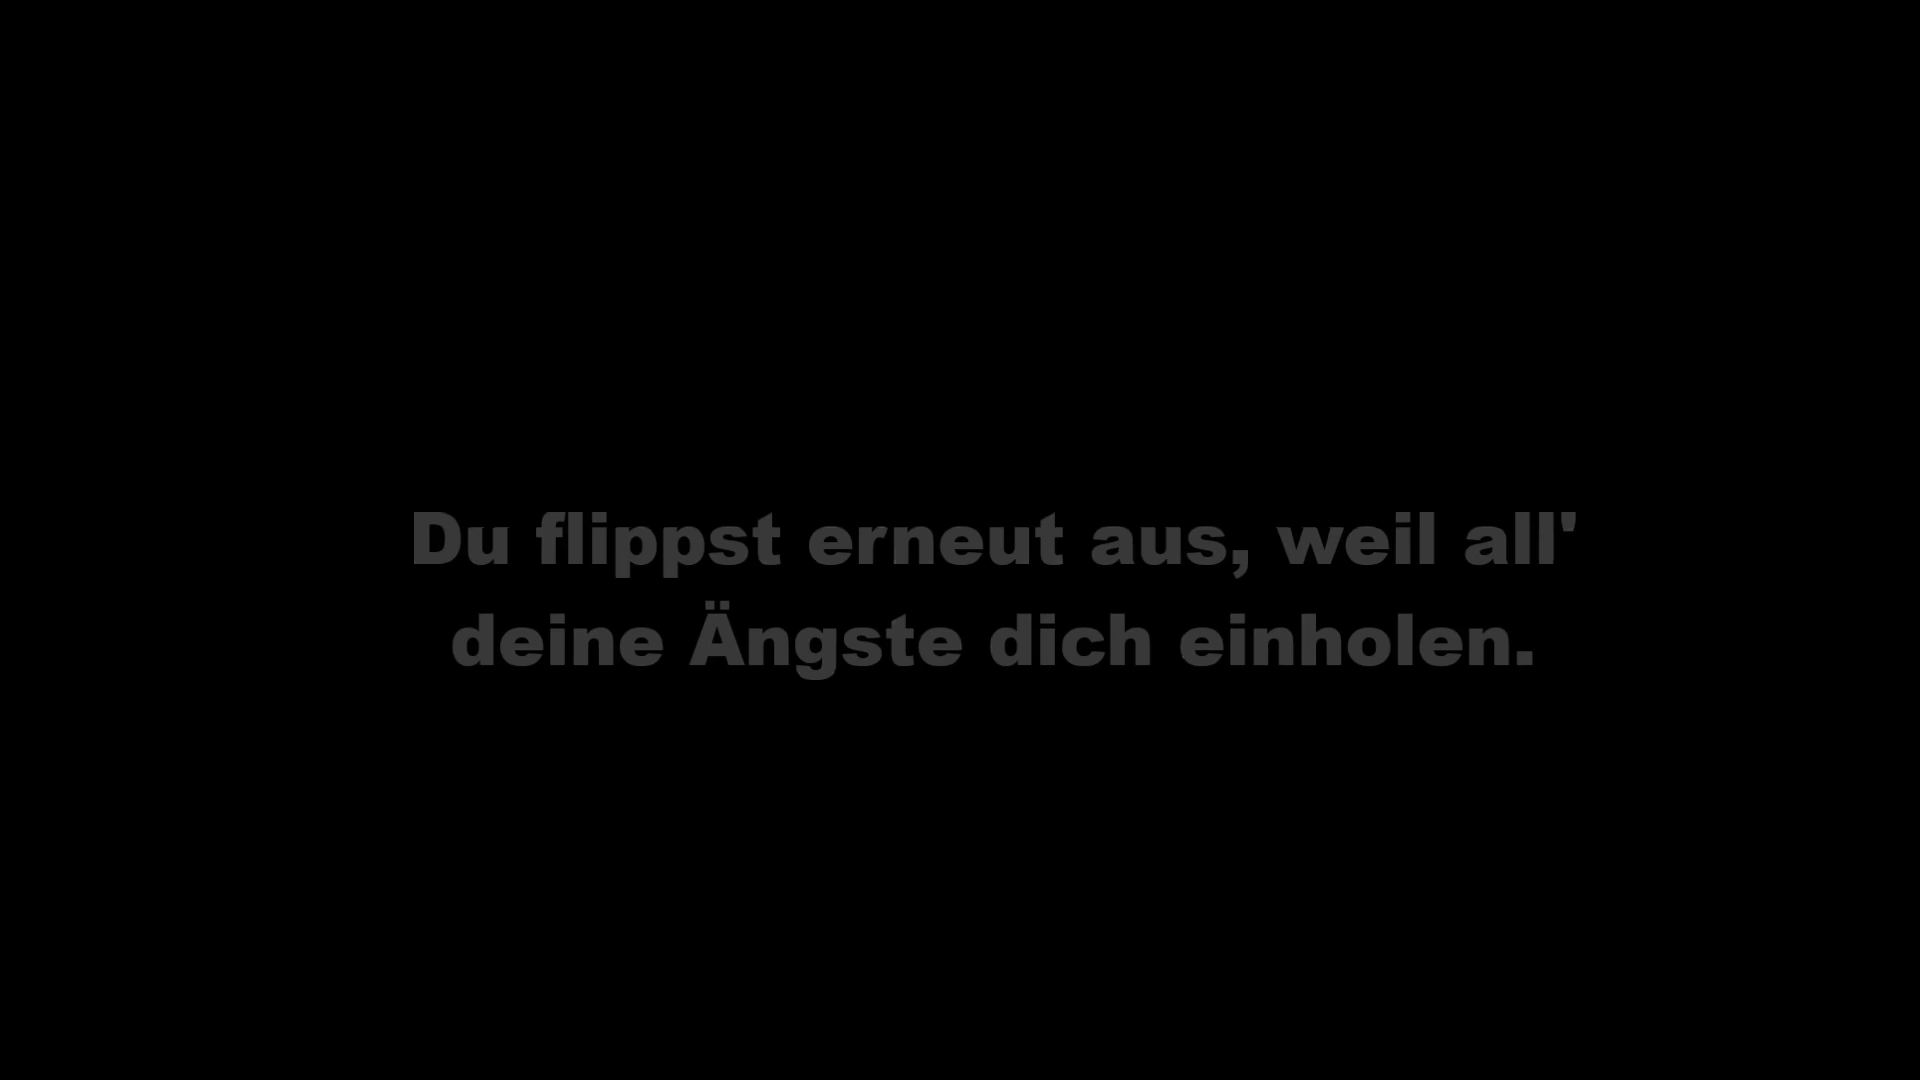 Du flippst erneut aus, weil all'
deine Ängste dich einholen.